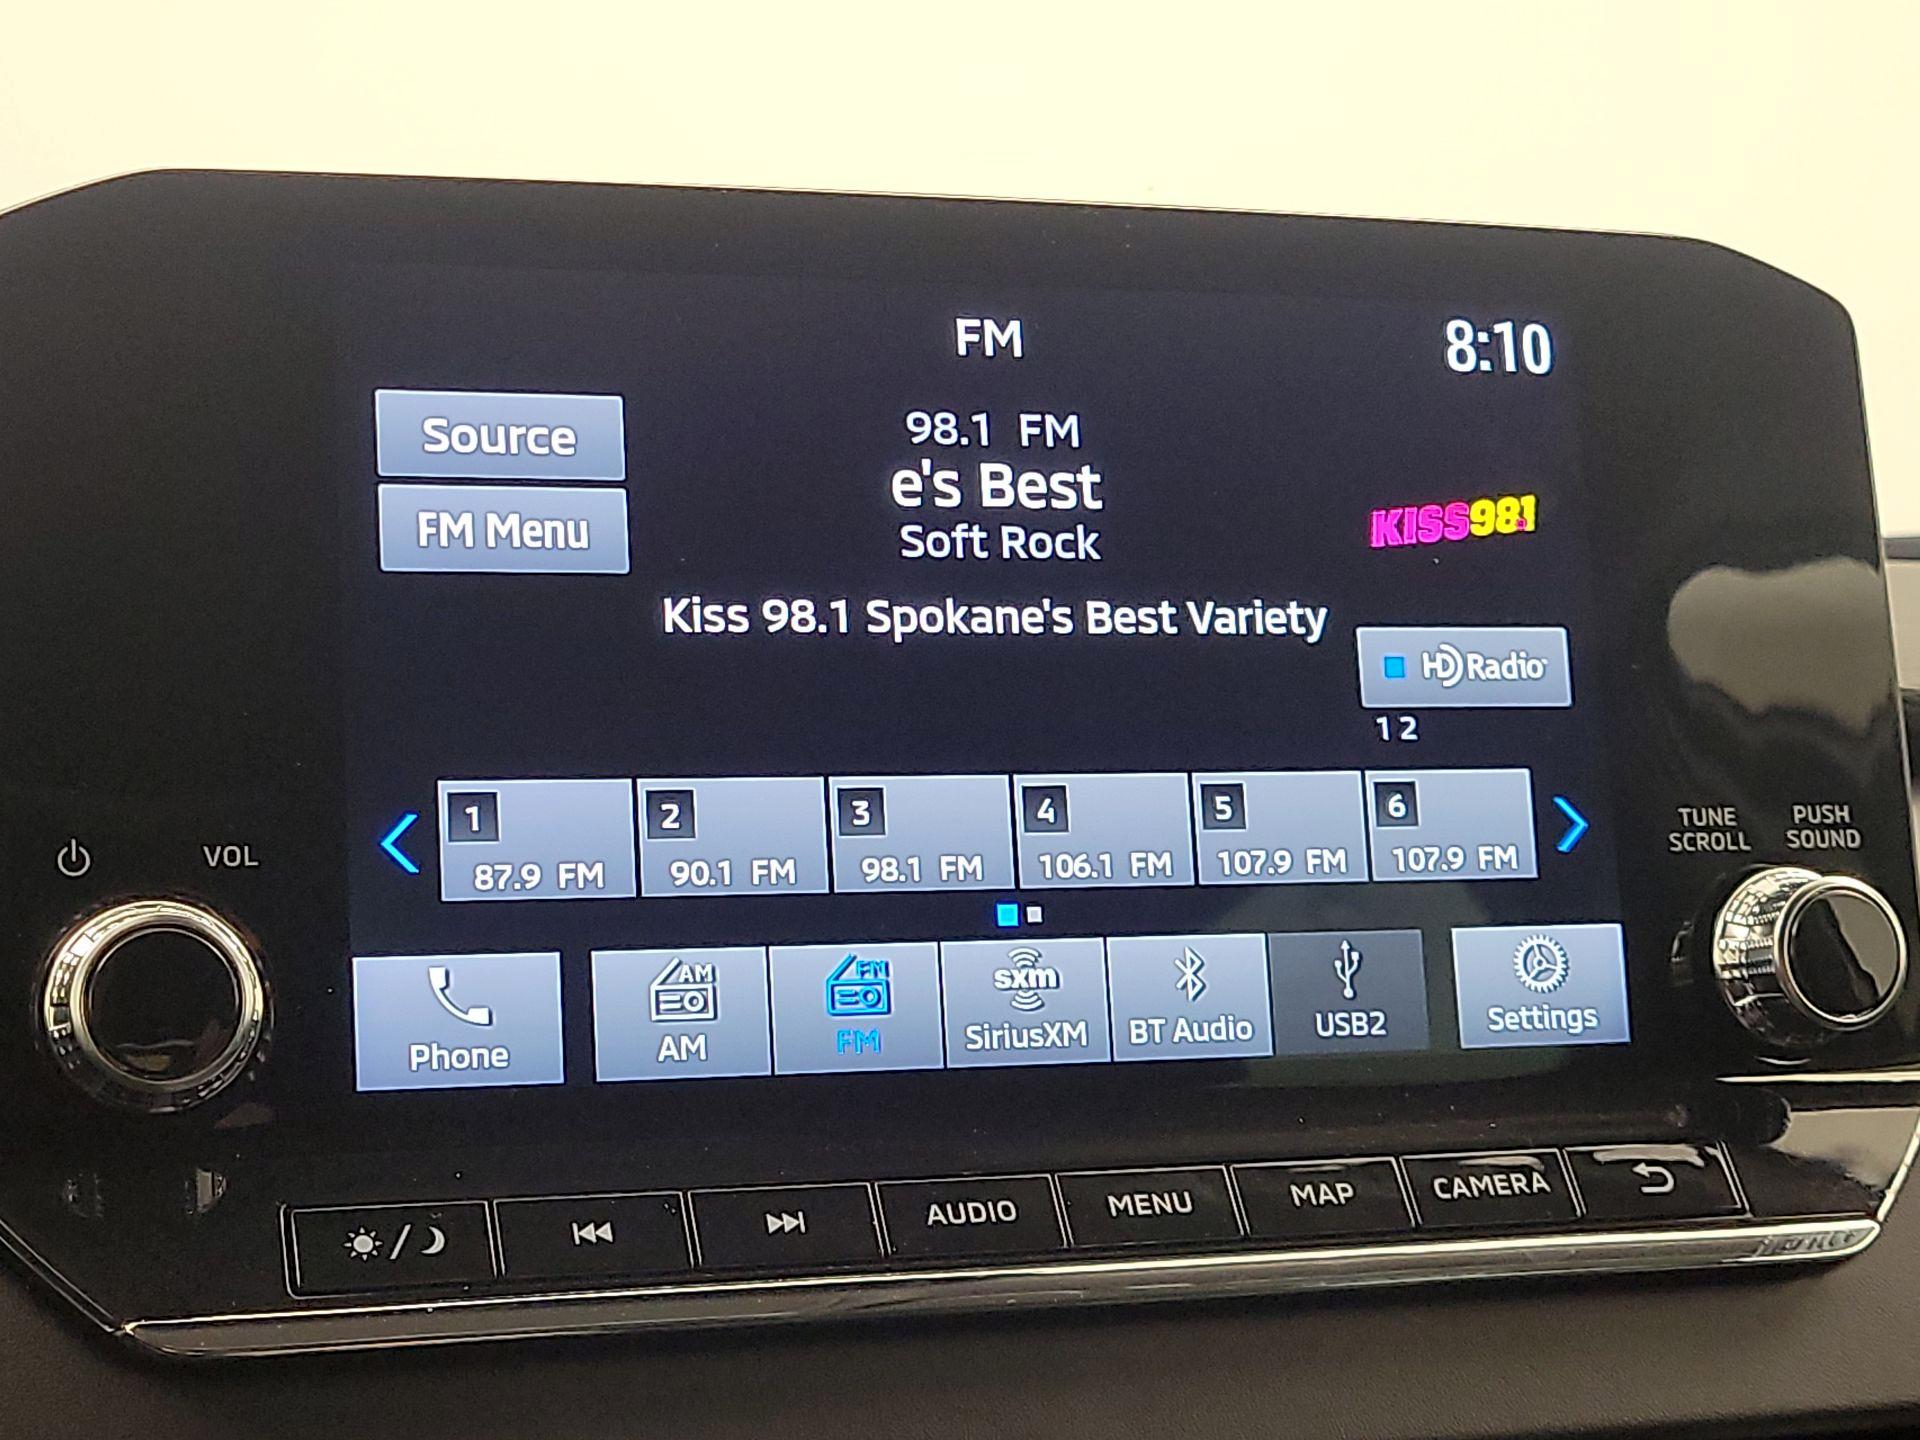 FM
8:10
Source
98.1 FM
e's Best
Soft Rock
FM Menu
KISS98.1
Kiss 98.1 Spokane's Best Variety
HD Radio
1 2
1
2
3
4
5
6
87.9 FM
90.1 FM
98.1 FM
106.1 FM
107.9 FM
107.9 FM
VOL
TUNE
SCROLL
PUSH
SOUND
AM
FM
sxm
Phone
AM
FM
SiriusXM
BT Audio
USB2
Settings
AUDIO
MENU
MAP
CAMERA